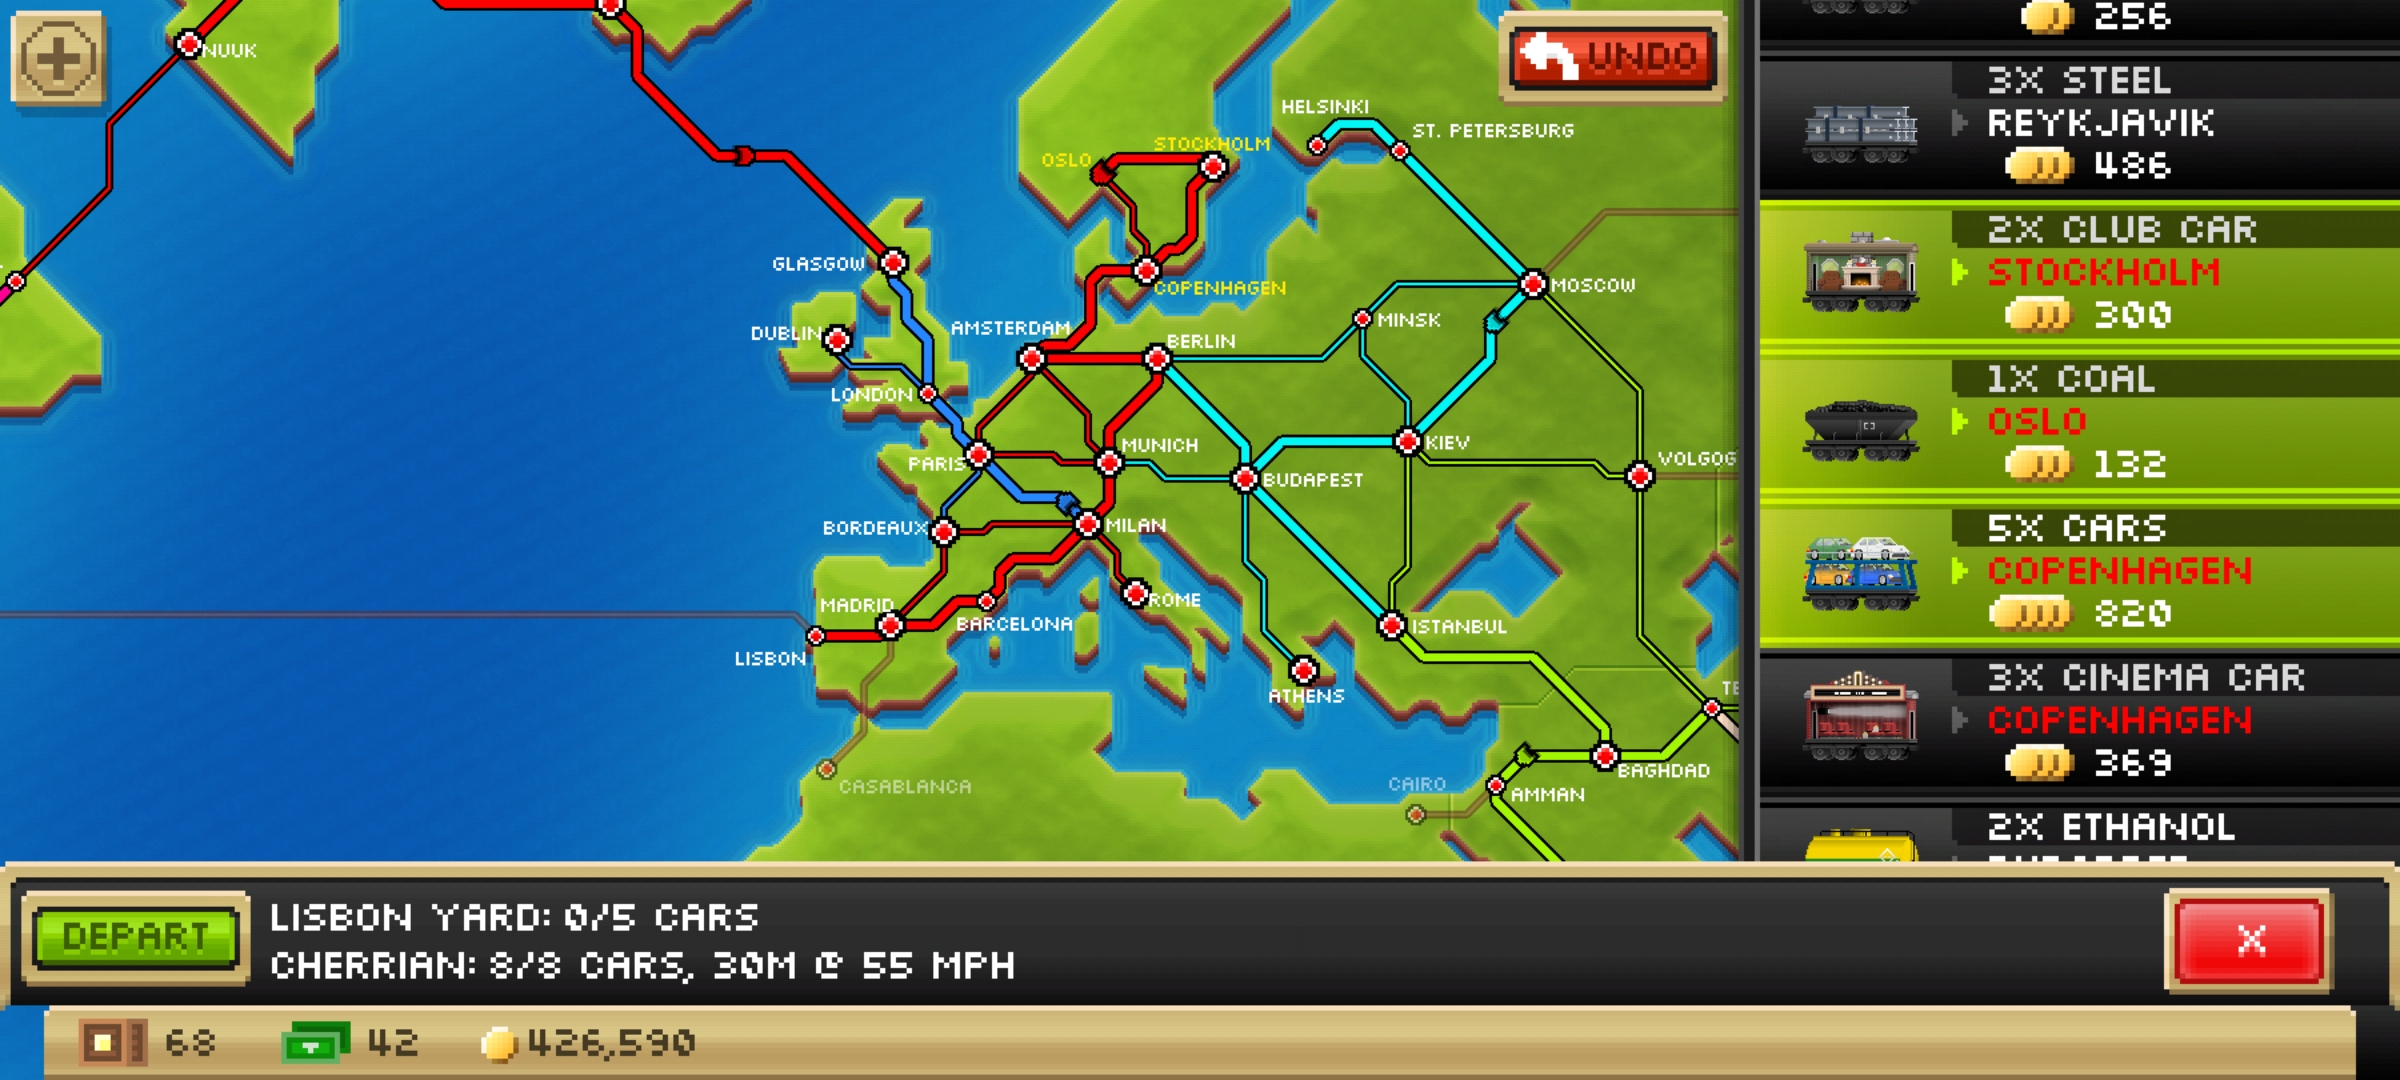 NUUK
UNDO
HELSINKI
ST. PETERSBURG
STOCKHOLM
OSLO
GLASGOW
COPENHAGEN
MOSCOW
DUBLIN
AMSTERDAM
BERLIN
MINSK
LONDON
MUNICH
KIEV
PARIS
VOLGOG
BUDAPEST
BORDEAUX
MILAN
MADRID
ROME
BARCELONA
ISTANBUL
LISBON
ATHENS
TE
CASABLANCA
CAIRO
BAGHDAD
AMMAN
256
3X STEEL
REYKJAVIK
486
2X CLUB CAR
STOCKHOLM
300
1X COAL
OSLO
132
5X CARS
COPENHAGEN
820
3X CINEMA CAR
COPENHAGEN
369
2X ETHANOL
DEPART
LISBON YARD: 0/5 CARS
CHERRIAN: 8/8 CARS, 30M @ 55 MPH
X
68
42
426,590